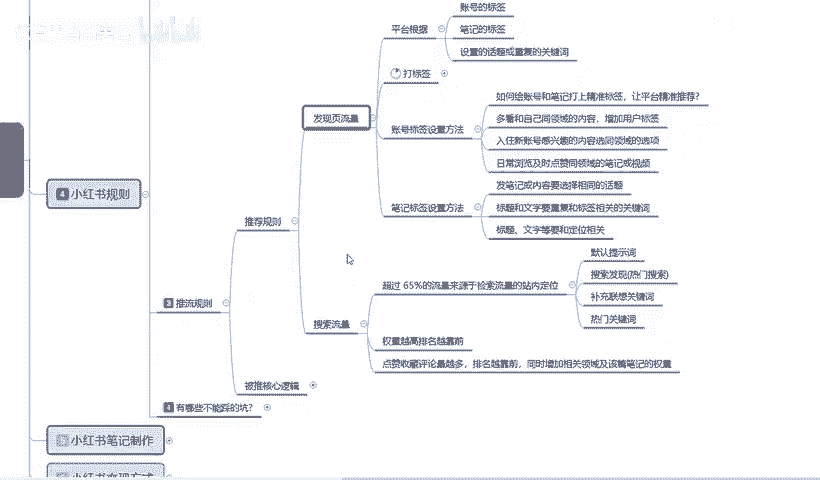 账号的标签
平台根据
笔记的标签
设置的话题或重复的关键词
打标签
发现页流量
如何给账号和笔记打上精准标签，让平台精准推荐？
多看和自己同领域的内容，增加用户标签
账号标签设置方法
入住新账号感兴趣的内容选同领域的选项
日常浏览及时点赞同领域的笔记或视频
4 小红书规则
发笔记或内容要选择相同的话题
笔记标签设置方法
标题和文字要重复和标签相关的关键词
推荐规则
标题、文字等要和定位相关
默认提示词
超过 65%的流量来源于检索流量的站内定位
搜索发现(热门搜索)
补充联想关键词
3 推流规则
搜索流量
热门关键词
权重越高排名越靠前
点赞收藏评论量越多，排名越靠前，同时增加相关领域及该篇笔记的权重
被推核心逻辑
4 有哪些不能踩的坑？
5 小红书笔记制作
小红书变现方式